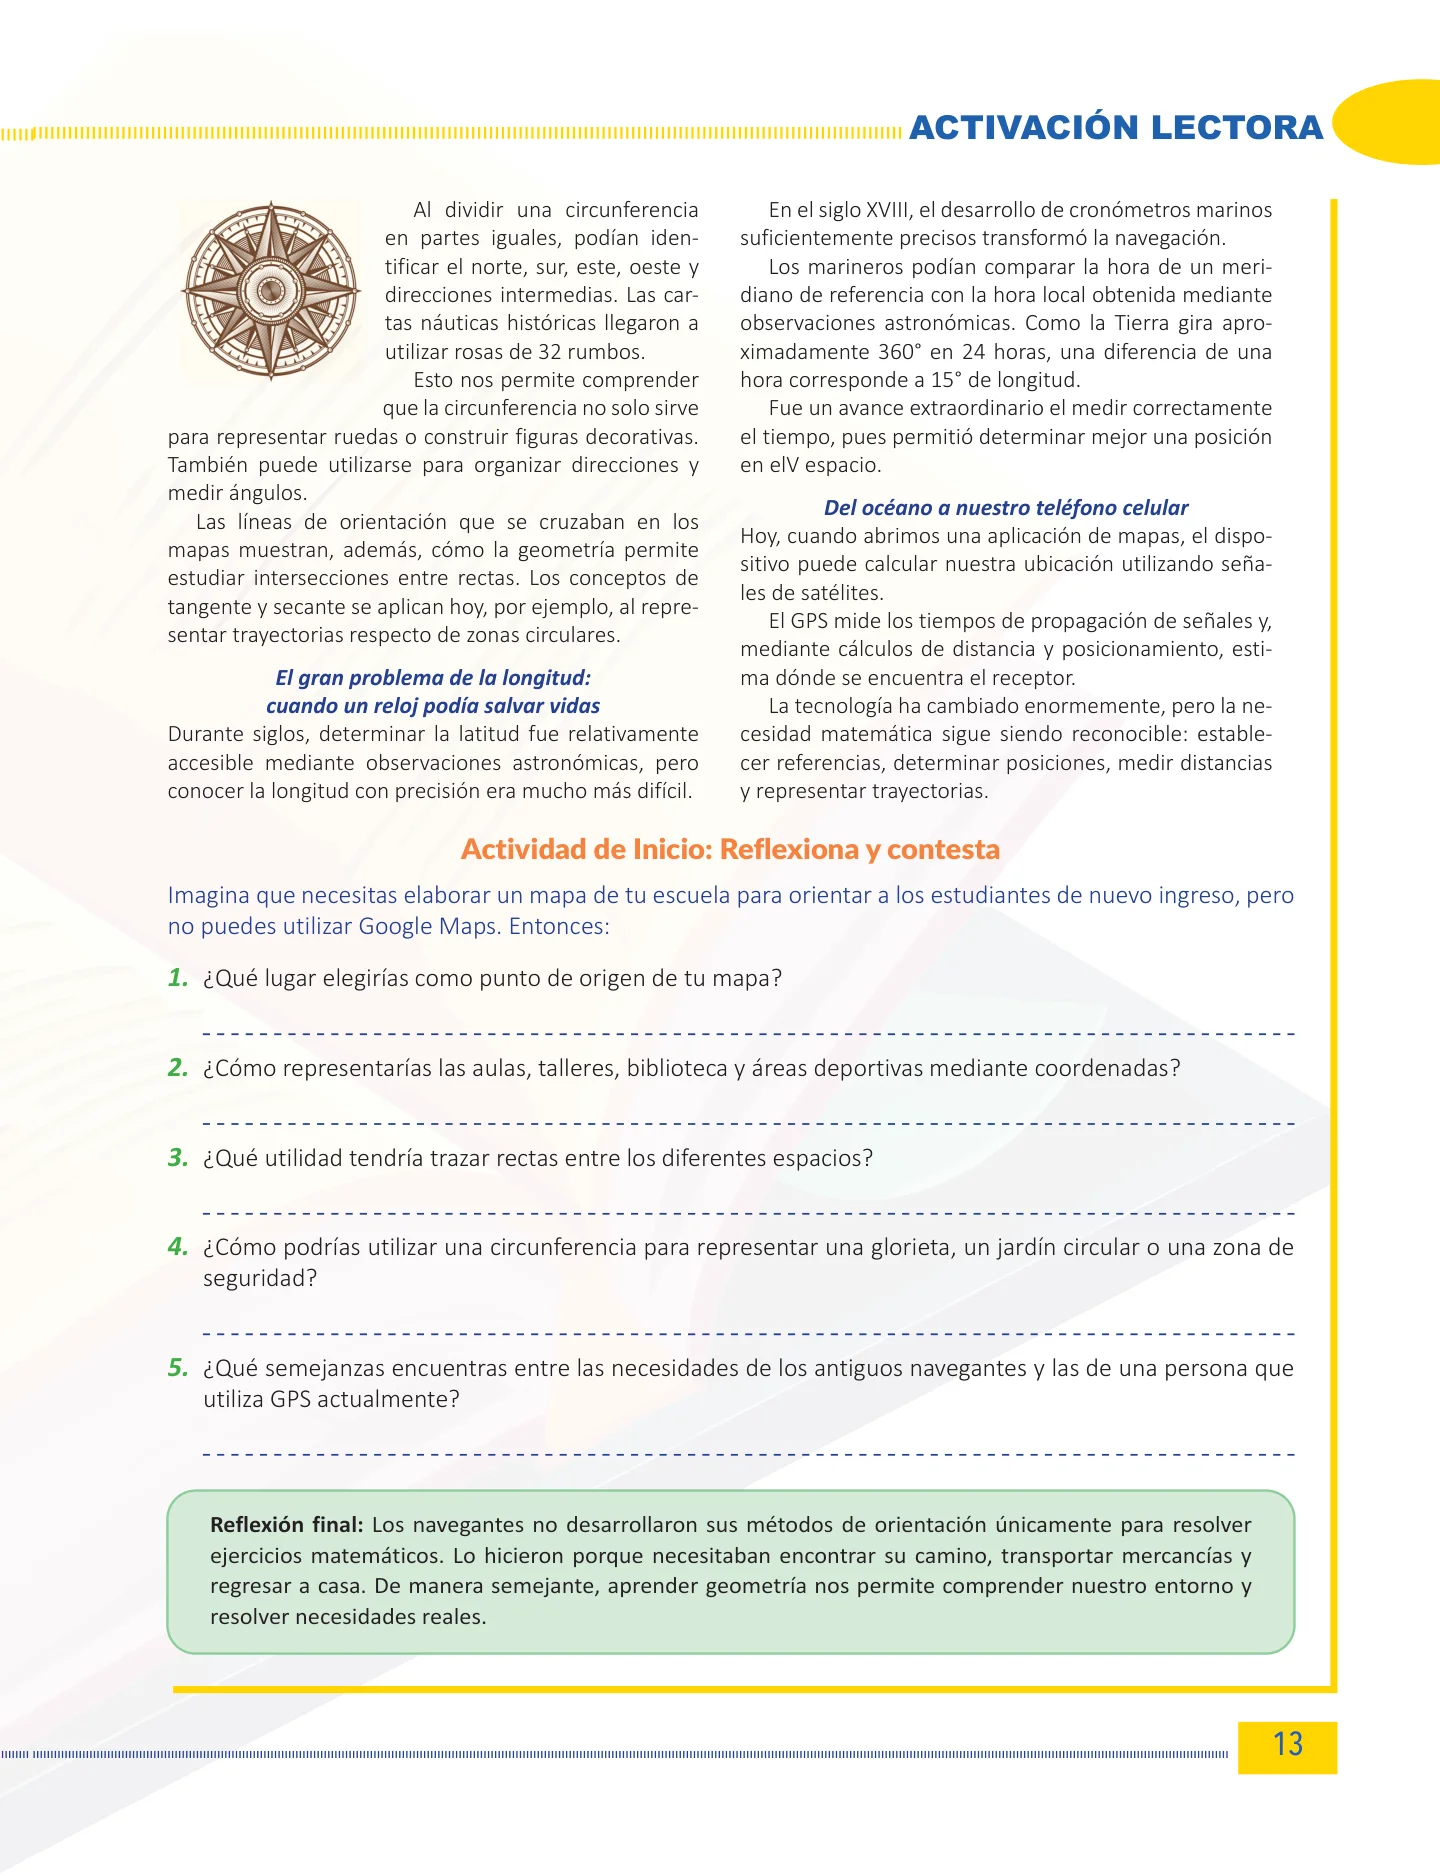 ACTIVACIÓN LECTORA
Al dividir una circunferencia
en partes iguales, podían iden-
tificar el norte, sur, este, oeste y
direcciones intermedias. Las car-
tas náuticas históricas llegaron a
utilizar rosas de 32 rumbos.
Esto nos permite comprender
que la circunferencia no solo sirve
para representar ruedas o construir figuras decorativas.
También puede utilizarse para organizar direcciones y
medir ángulos.
Las líneas de orientación que se cruzaban en los
mapas muestran, además, cómo la geometría permite
estudiar intersecciones entre rectas. Los conceptos de
tangente y secante se aplican hoy, por ejemplo, al repre-
sentar trayectorias respecto de zonas circulares.
El gran problema de la longitud:
cuando un reloj podía salvar vidas
Durante siglos, determinar la latitud fue relativamente
accesible mediante observaciones astronómicas, pero
conocer la longitud con precisión era mucho más difícil.
En el siglo XVIII, el desarrollo de cronómetros marinos
suficientemente precisos transformó la navegación.
Los marineros podían comparar la hora de un meri-
diano de referencia con la hora local obtenida mediante
observaciones astronómicas. Como la Tierra gira apro-
ximadamente 360° en 24 horas, una diferencia de una
hora corresponde a 15° de longitud.
Fue un avance extraordinario el medir correctamente
el tiempo, pues permitió determinar mejor una posición
en elV espacio.
Del océano a nuestro teléfono celular
Hoy, cuando abrimos una aplicación de mapas, el dispo-
sitivo puede calcular nuestra ubicación utilizando seña-
les de satélites.
El GPS mide los tiempos de propagación de señales y,
mediante cálculos de distancia y posicionamiento, esti-
ma dónde se encuentra el receptor.
La tecnología ha cambiado enormemente, pero la ne-
cesidad matemática sigue siendo reconocible: estable-
cer referencias, determinar posiciones, medir distancias
y representar trayectorias.
Actividad de Inicio: Reflexiona y contesta
Imagina que necesitas elaborar un mapa de tu escuela para orientar a los estudiantes de nuevo ingreso, pero
no puedes utilizar Google Maps. Entonces:
1. ¿Qué lugar elegirías como punto de origen de tu mapa?
2. ¿Cómo representarías las aulas, talleres, biblioteca y áreas deportivas mediante coordenadas?
3. ¿Qué utilidad tendría trazar rectas entre los diferentes espacios?
4. ¿Cómo podrías utilizar una circunferencia para representar una glorieta, un jardín circular o una zona de
seguridad?
5. ¿Qué semejanzas encuentras entre las necesidades de los antiguos navegantes y las de una persona que
utiliza GPS actualmente?
Reflexión final: Los navegantes no desarrollaron sus métodos de orientación únicamente para resolver
ejercicios matemáticos. Lo hicieron porque necesitaban encontrar su camino, transportar mercancías y
regresar a casa. De manera semejante, aprender geometría nos permite comprender nuestro entorno y
resolver necesidades reales.
13